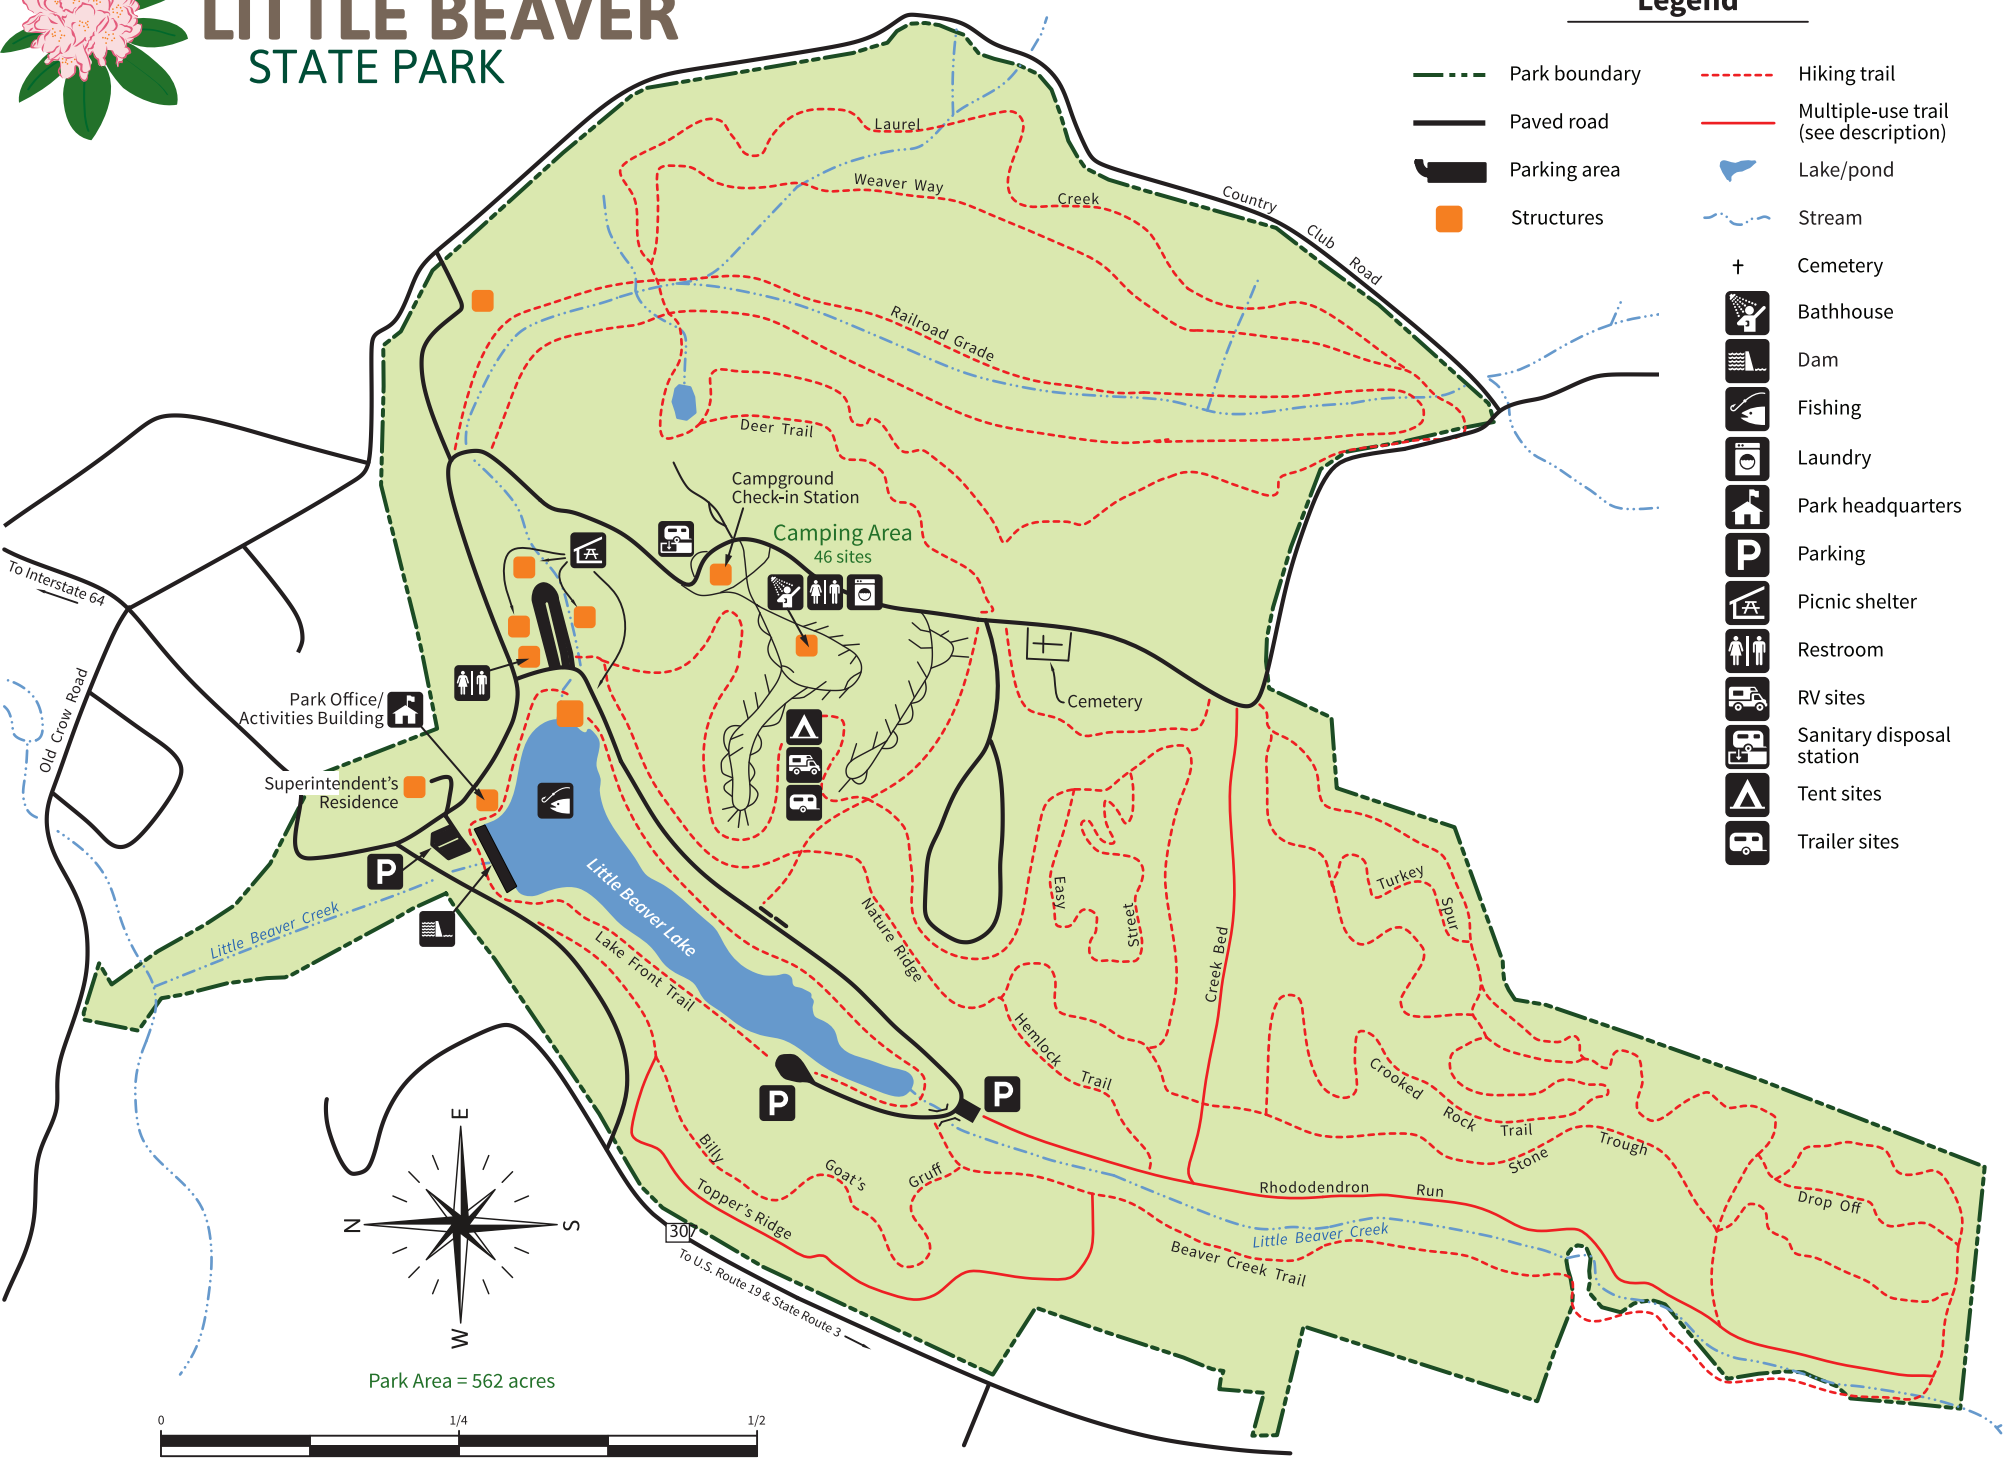 LITTLE BEAVER
STATE PARK
Legend
Park boundary
Paved road
Parking area
Structures
Hiking trail
Multiple-use trail
(see description)
Lake/pond
Stream
Cemetery
Bathhouse
Dam
Fishing
Laundry
Park headquarters
P
Parking
Picnic shelter
Restroom
RV sites
Sanitary disposal
station
Tent sites
Trailer sites
Laurel
Creek
Weaver Way
Country Club Road
Railroad Grade
Deer Trail
Campground
Check-in Station
Camping Area
46 sites
To Interstate 64
Old Crow Road
Park Office/
Activities Building
Superintendent's
Residence
Cemetery
P
Little Beaver Creek
Little Beaver Lake
Lake Front Trail
Nature Ridge
Easy
Street
Creek Bed
Turkey
Spur
Hemlock
Trail
P
P
Crooked
Rock
Trail
Stone
Trough
Drop Off
Billy
Goat's
Gruff
Topper's Ridge
Rhododendron Run
Little Beaver Creek
Beaver Creek Trail
307
To U.S. Route 19 & State Route 3
E
N
S
W
Park Area = 562 acres
0
1/4
1/2